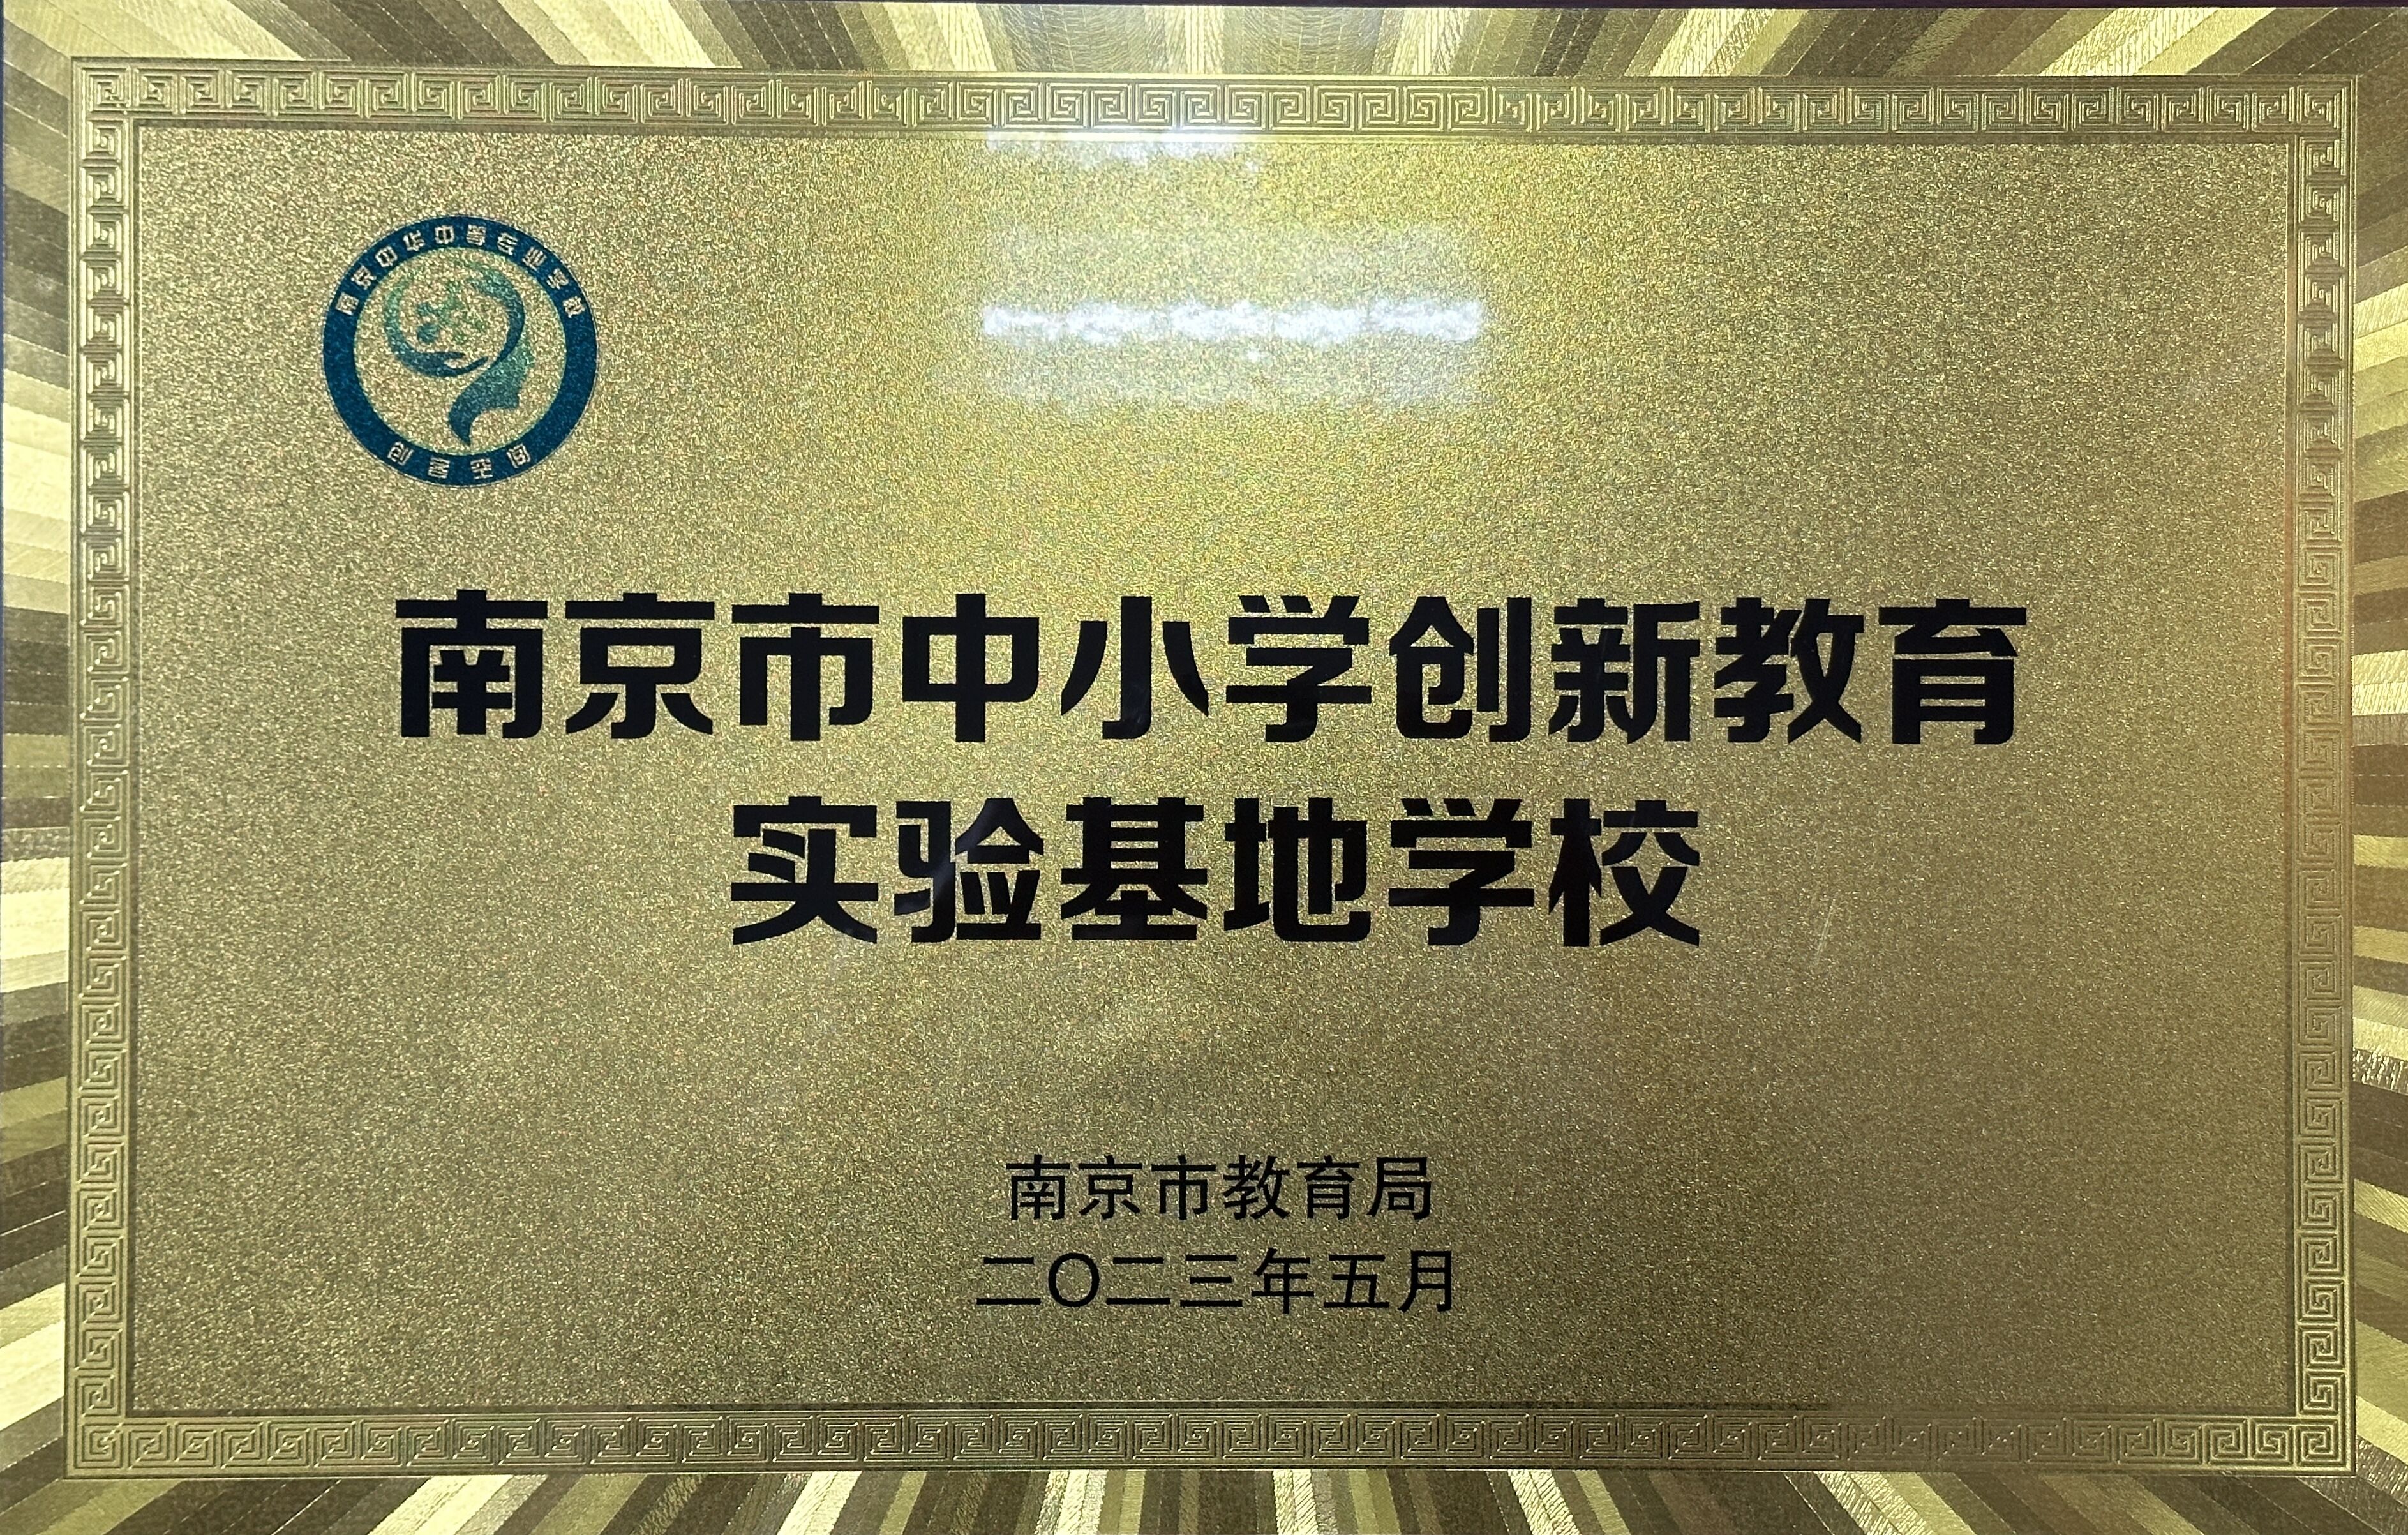 南京市中小学创新教育
实验基地学校
南京市教育局
二〇二三年五月